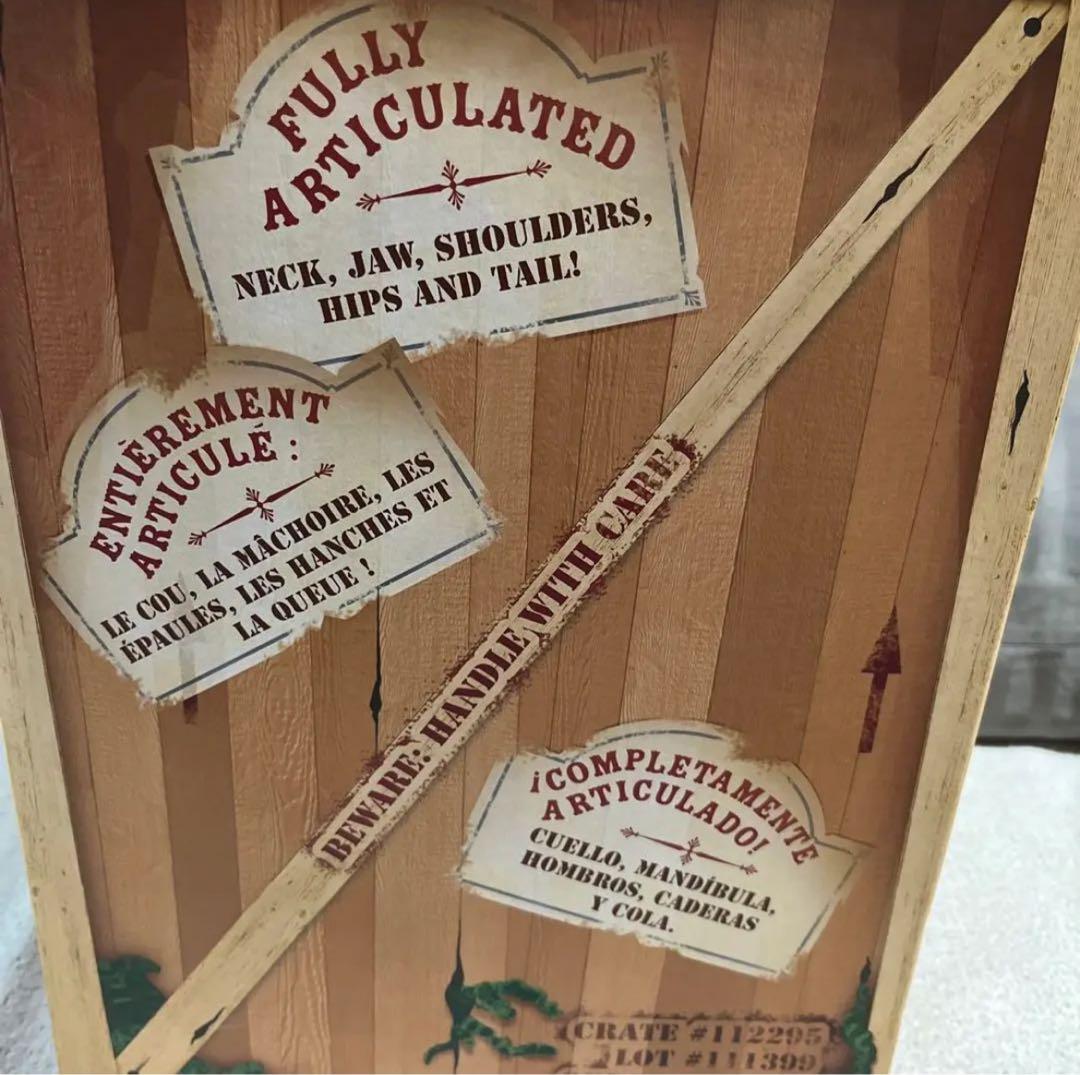 FULLY
ARTICULATED
NECK, JAW, SHOULDERS,
HIPS AND TAIL!
ENTIÈREMENT
ARTICULÉ :
LE COU, LA MÂCHOIRE, LES
ÉPAULES, LES HANCHES ET
LA QUEUE !
BEWARE: HANDLE WITH CARE
¡COMPLETAMENTE
ARTICULADO!
CUELLO, MANDÍBULA,
HOMBROS, CADERAS
Y COLA.
CRATE #112295
LOT #111399